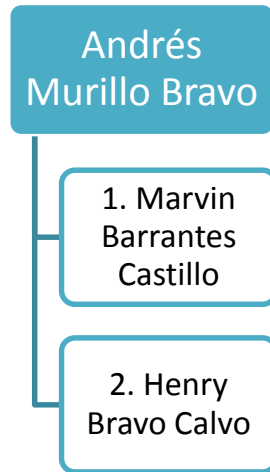 Andrés
Murillo Bravo
1. Marvin
Barrantes
Castillo
2. Henry
Bravo Calvo